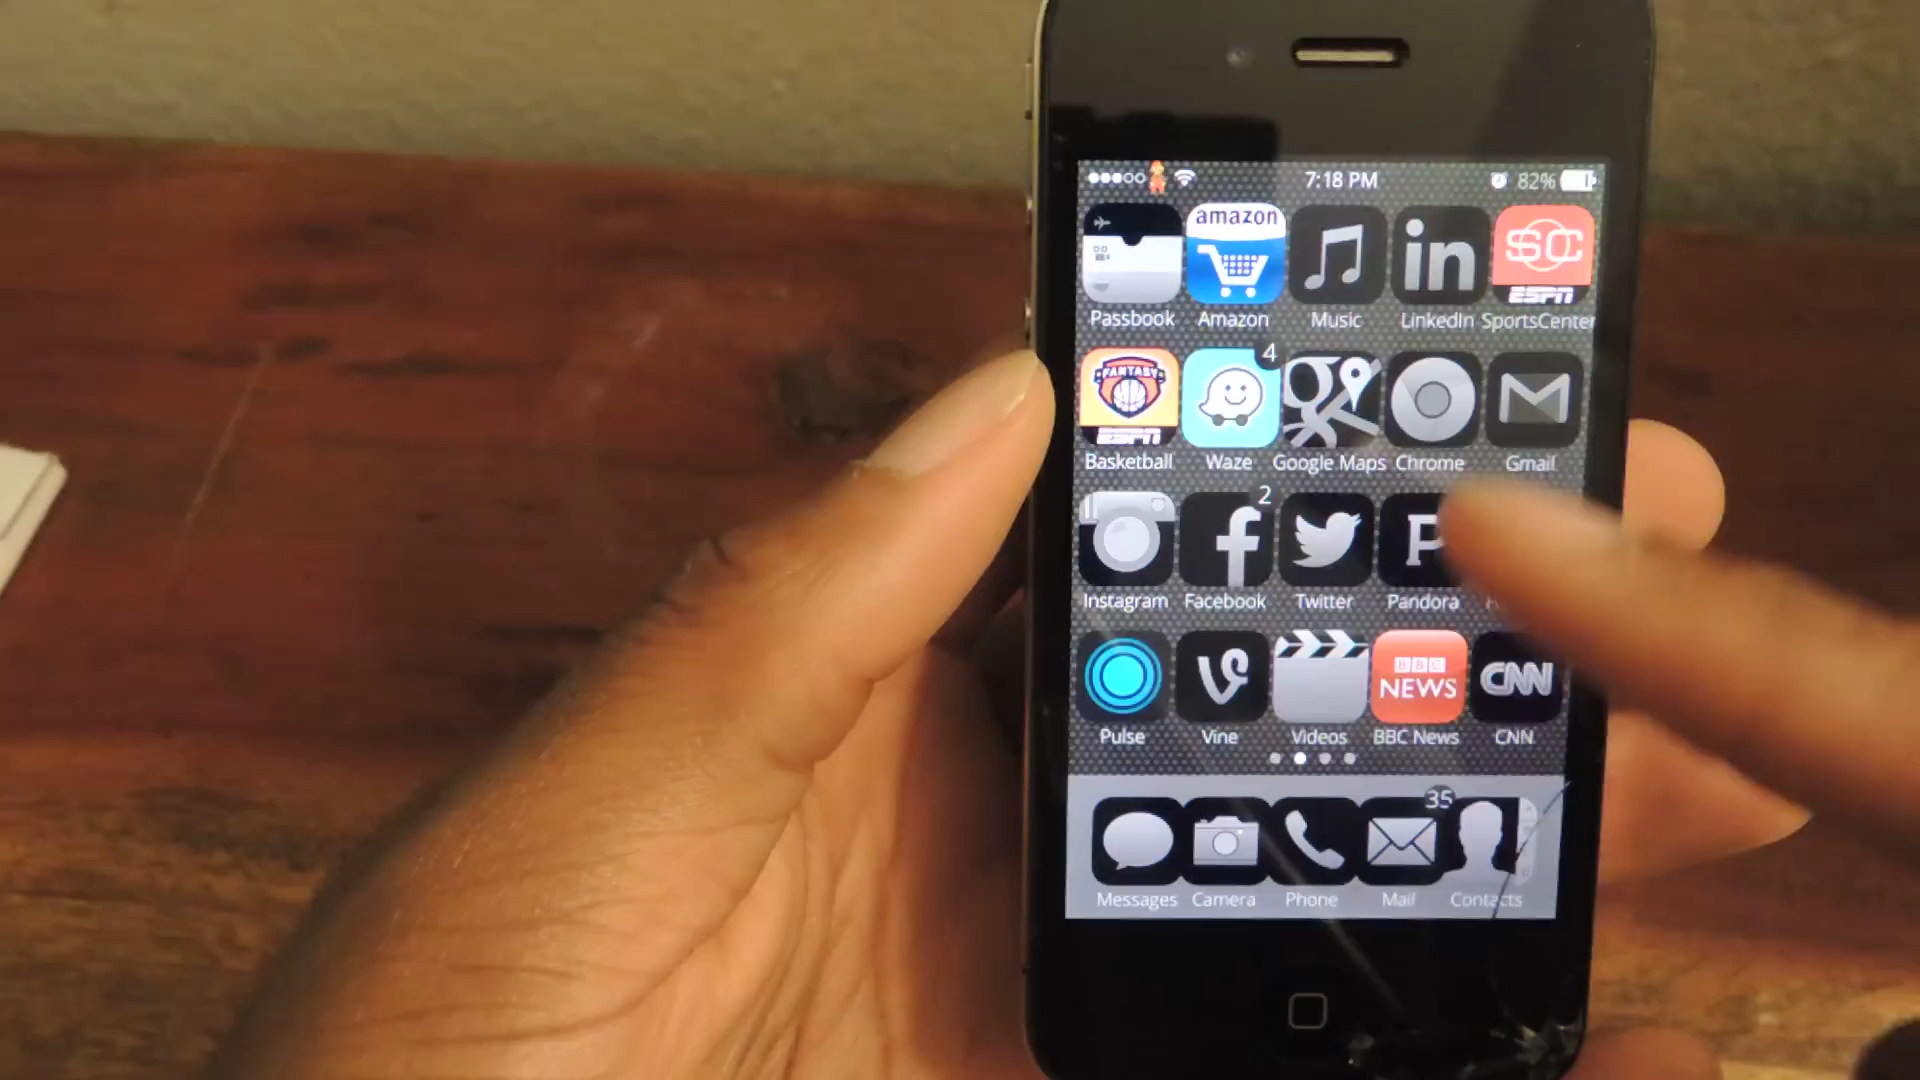 7:18 PM 82%
amazon in SC
ESPN
Passbook Amazon Music LinkedIn SportsCenter
4
FANTASY
ESPN
Basketball Waze Google Maps Chrome Gmail
2
Instagram Facebook Twitter Pandora
BBC
NEWS CNN
Pulse Vine Videos BBC News CNN
35
Messages Camera Phone Mail Contacts